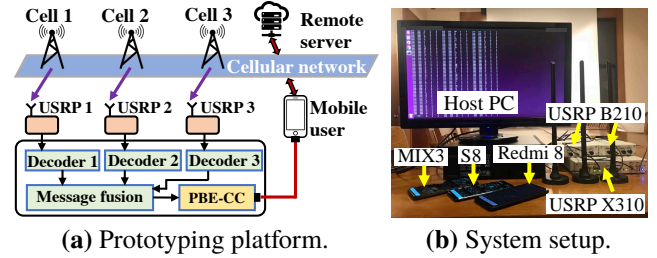 Cell 1 Cell 2 Cell 3
Remote
server
Cellular network
USRP 1 USRP 2 USRP 3
Mobile
user
Decoder 1 Decoder 2 Decoder 3
Message fusion PBE-CC
(a) Prototyping platform.
Host PC
USRP B210
MIX3 S8 Redmi 8
USRP X310
(b) System setup.